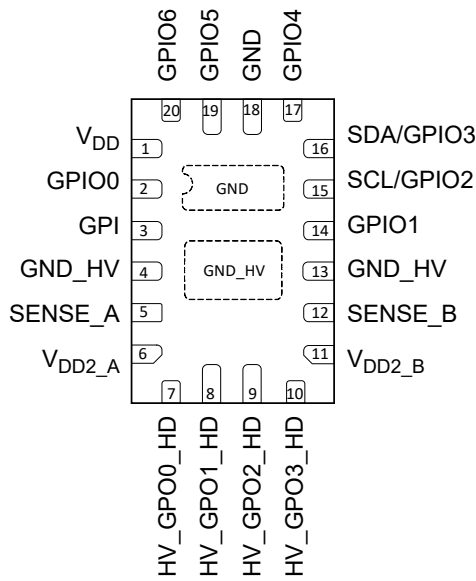 GPIO6
GPIO5
GND
GPIO4
20
19
18
17
VDD
1
16
SDA/GPIO3
GPIO0
2
GND
15
SCL/GPIO2
GPI
3
14
GPIO1
GND_HV
4
GND_HV
13
GND_HV
SENSE_A
5
12
SENSE_B
VDD2_A
6
11
VDD2_B
7
8
9
10
HV_GPO0_HD
HV_GPO1_HD
HV_GPO2_HD
HV_GPO3_HD